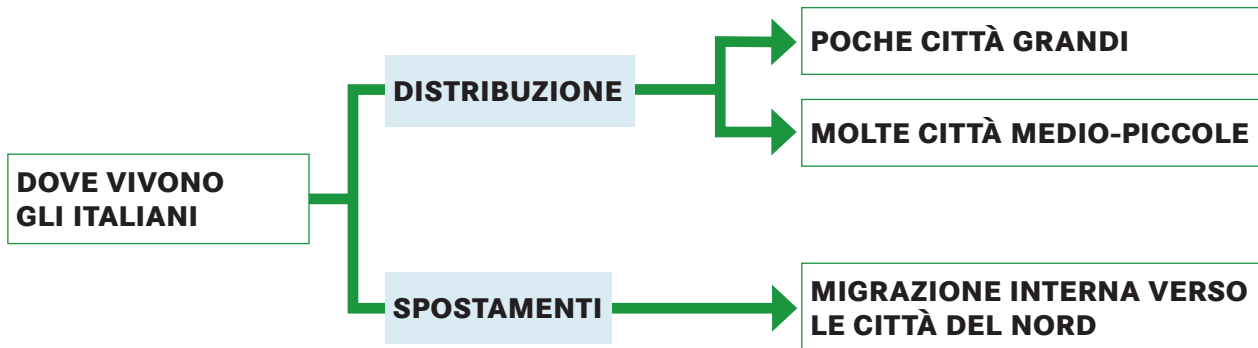 DOVE VIVONO
GLI ITALIANI
DISTRIBUZIONE
POCHE CITTÀ GRANDI
MOLTE CITTÀ MEDIO-PICCOLE
SPOSTAMENTI
MIGRAZIONE INTERNA VERSO
LE CITTÀ DEL NORD